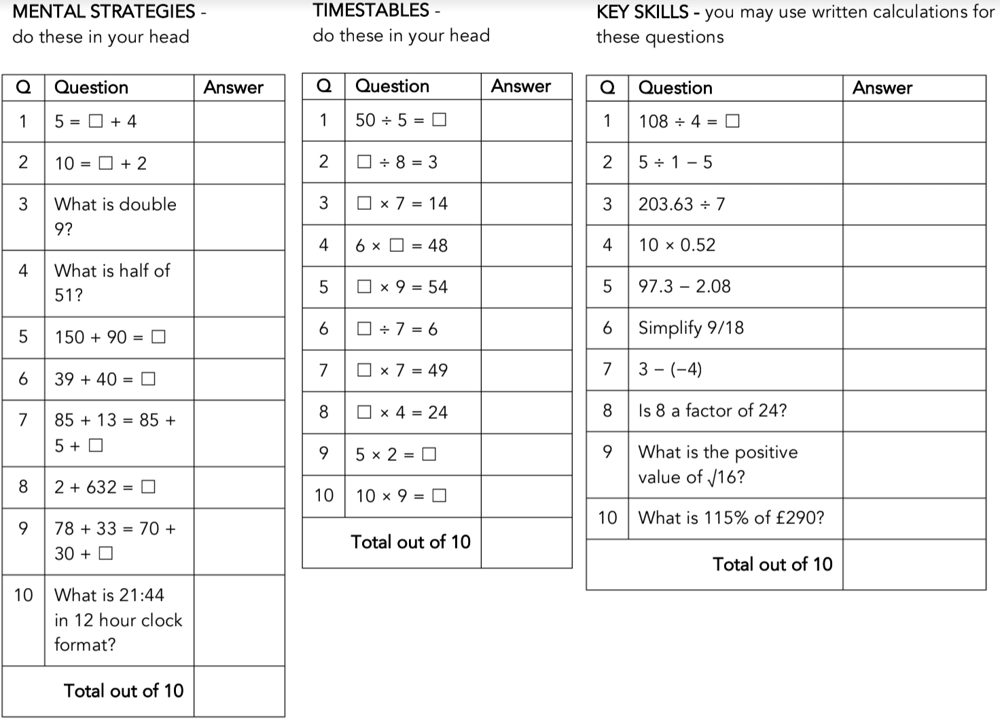 MENTAL STRATEGIES -
do these in your head
Q Question Answer
1 5 = □ + 4
2 10 = □ + 2
3 What is double
9?
4 What is half of
51?
5 150 + 90 = □
6 39 + 40 = □
7 85 + 13 = 85 +
5 + □
8 2 + 632 = □
9 78 + 33 = 70 +
30 + □
10 What is 21:44
in 12 hour clock
format?
Total out of 10
TIMESTABLES -
do these in your head
Q Question Answer
1 50 ÷ 5 = □
2 □ ÷ 8 = 3
3 □ × 7 = 14
4 6 × □ = 48
5 □ × 9 = 54
6 □ ÷ 7 = 6
7 □ × 7 = 49
8 □ × 4 = 24
9 5 × 2 = □
10 10 × 9 = □
Total out of 10
KEY SKILLS - you may use written calculations for
these questions
Q Question Answer
1 108 ÷ 4 = □
2 5 ÷ 1 − 5
3 203.63 ÷ 7
4 10 × 0.52
5 97.3 − 2.08
6 Simplify 9/18
7 3 − (−4)
8 Is 8 a factor of 24?
9 What is the positive
value of √16?
10 What is 115% of £290?
Total out of 10